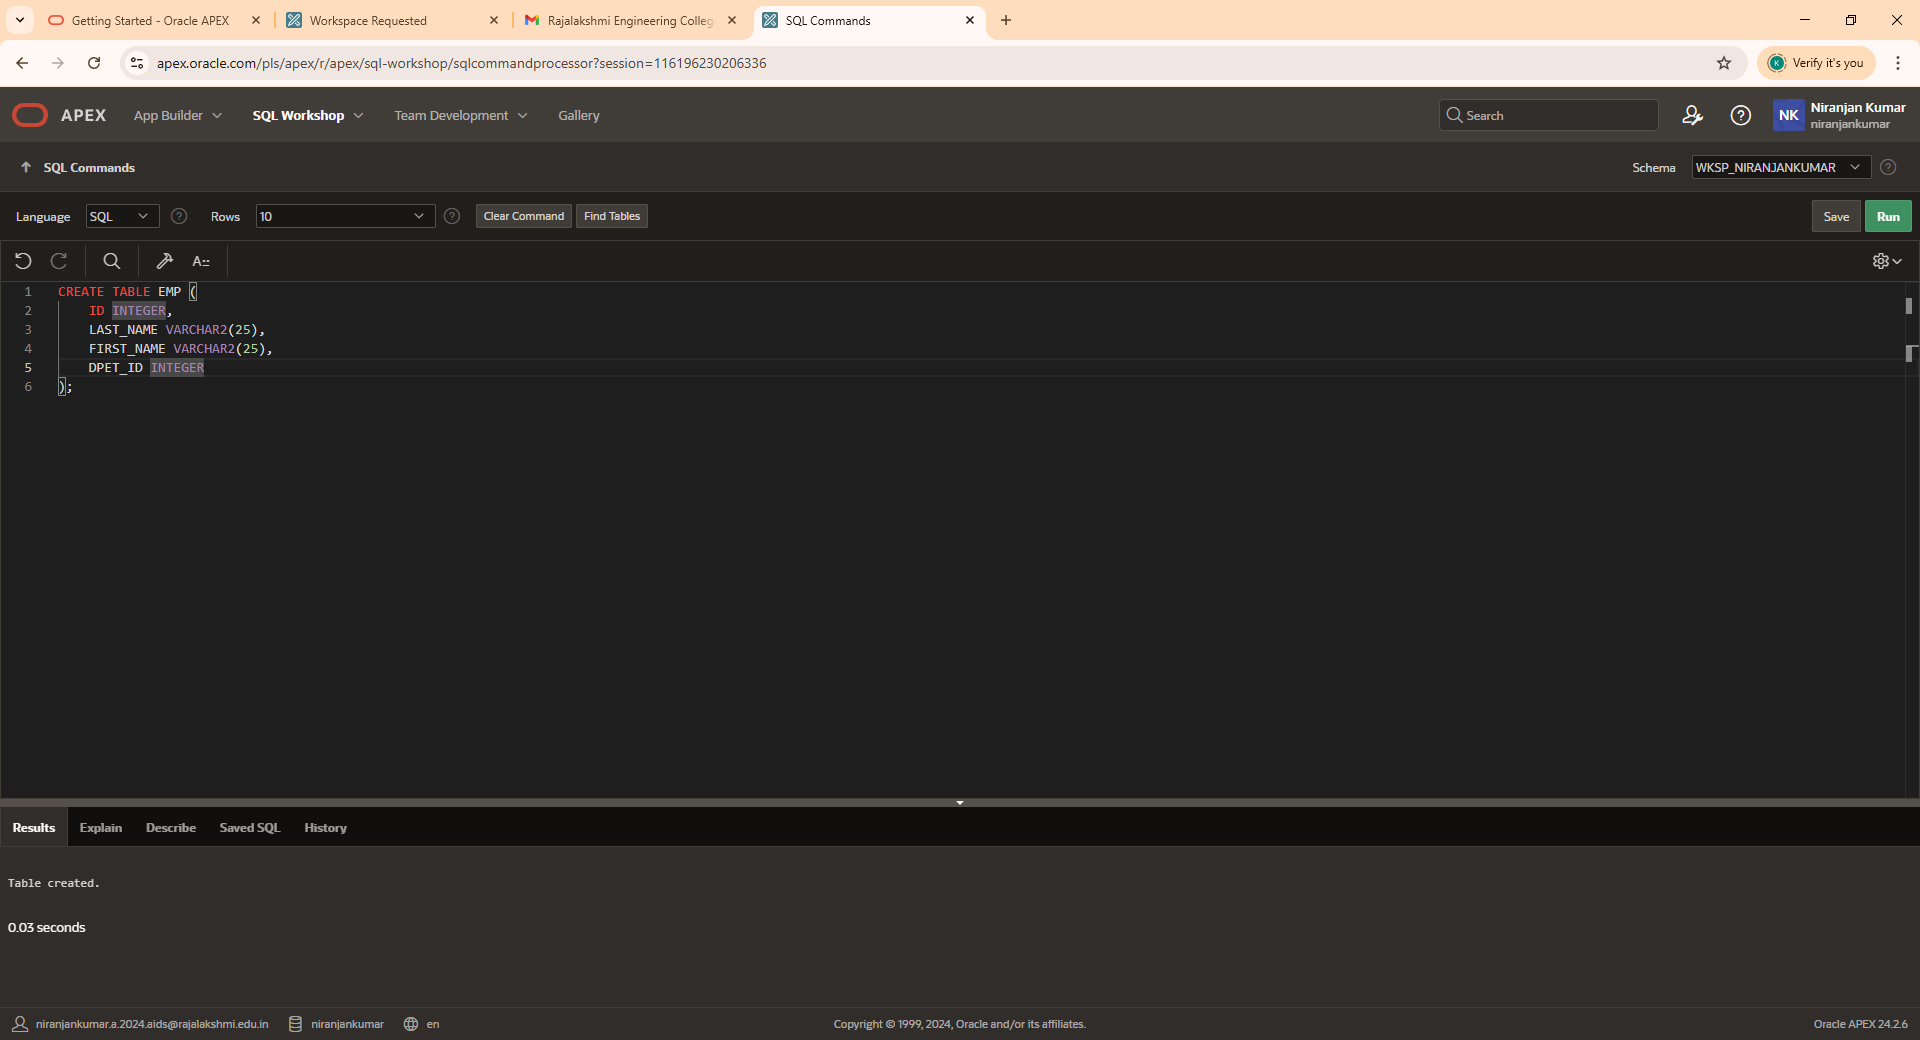 Getting Started - Oracle APEX
Workspace Requested
Rajalakshmi Engineering Colleg
SQL Commands
apex.oracle.com/pls/apex/r/apex/sql-workshop/sqlcommandprocessor?session=116196230206336
K Verify it's you
APEX App Builder SQL Workshop Team Development Gallery
Search
NK Niranjan Kumar
niranjankumar
SQL Commands
Schema WKSP_NIRANJANKUMAR
Language SQL Rows 10 Clear Command Find Tables Save Run
A
1 CREATE TABLE EMP (
2 ID INTEGER,
3 LAST_NAME VARCHAR2(25),
4 FIRST_NAME VARCHAR2(25),
5 DPET_ID INTEGER
6 );
Results Explain Describe Saved SQL History
Table created.
0.03 seconds
niranjankumar.a.2024.aids@rajalakshmi.edu.in niranjankumar en
Copyright © 1999, 2024, Oracle and/or its affiliates.
Oracle APEX 24.2.6